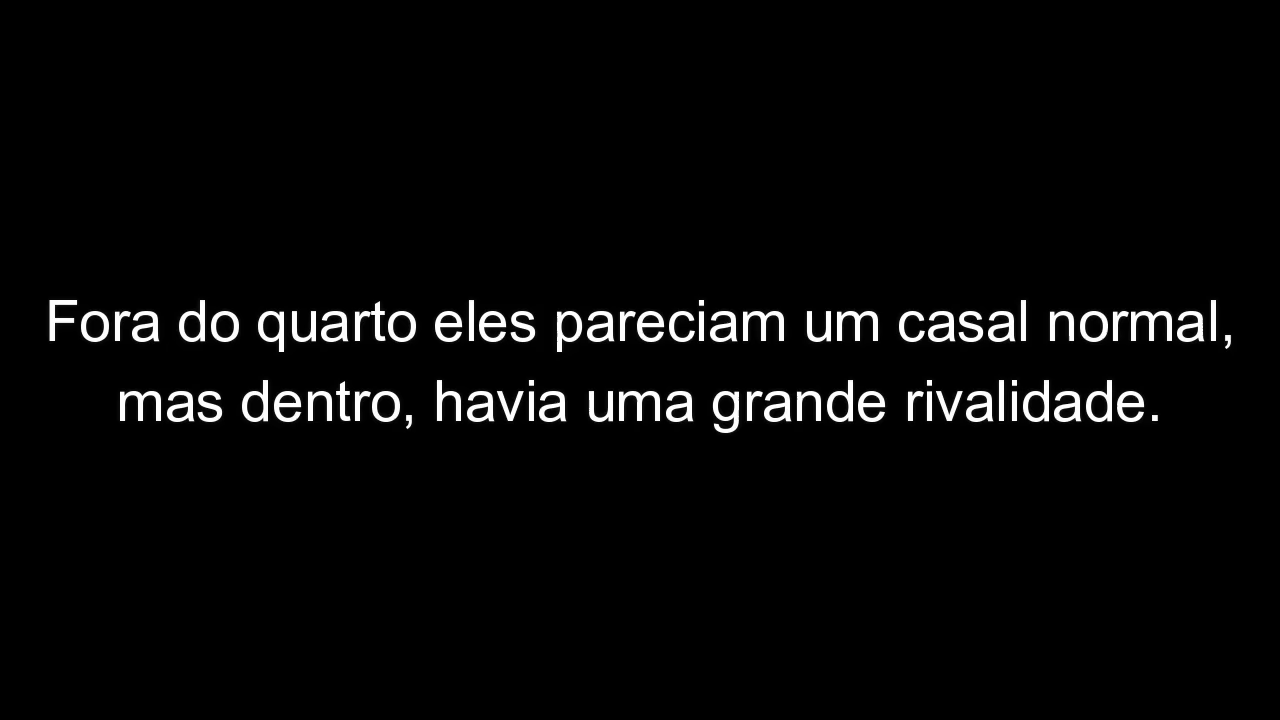 Fora do quarto eles pareciam um casal normal,
mas dentro, havia uma grande rivalidade.